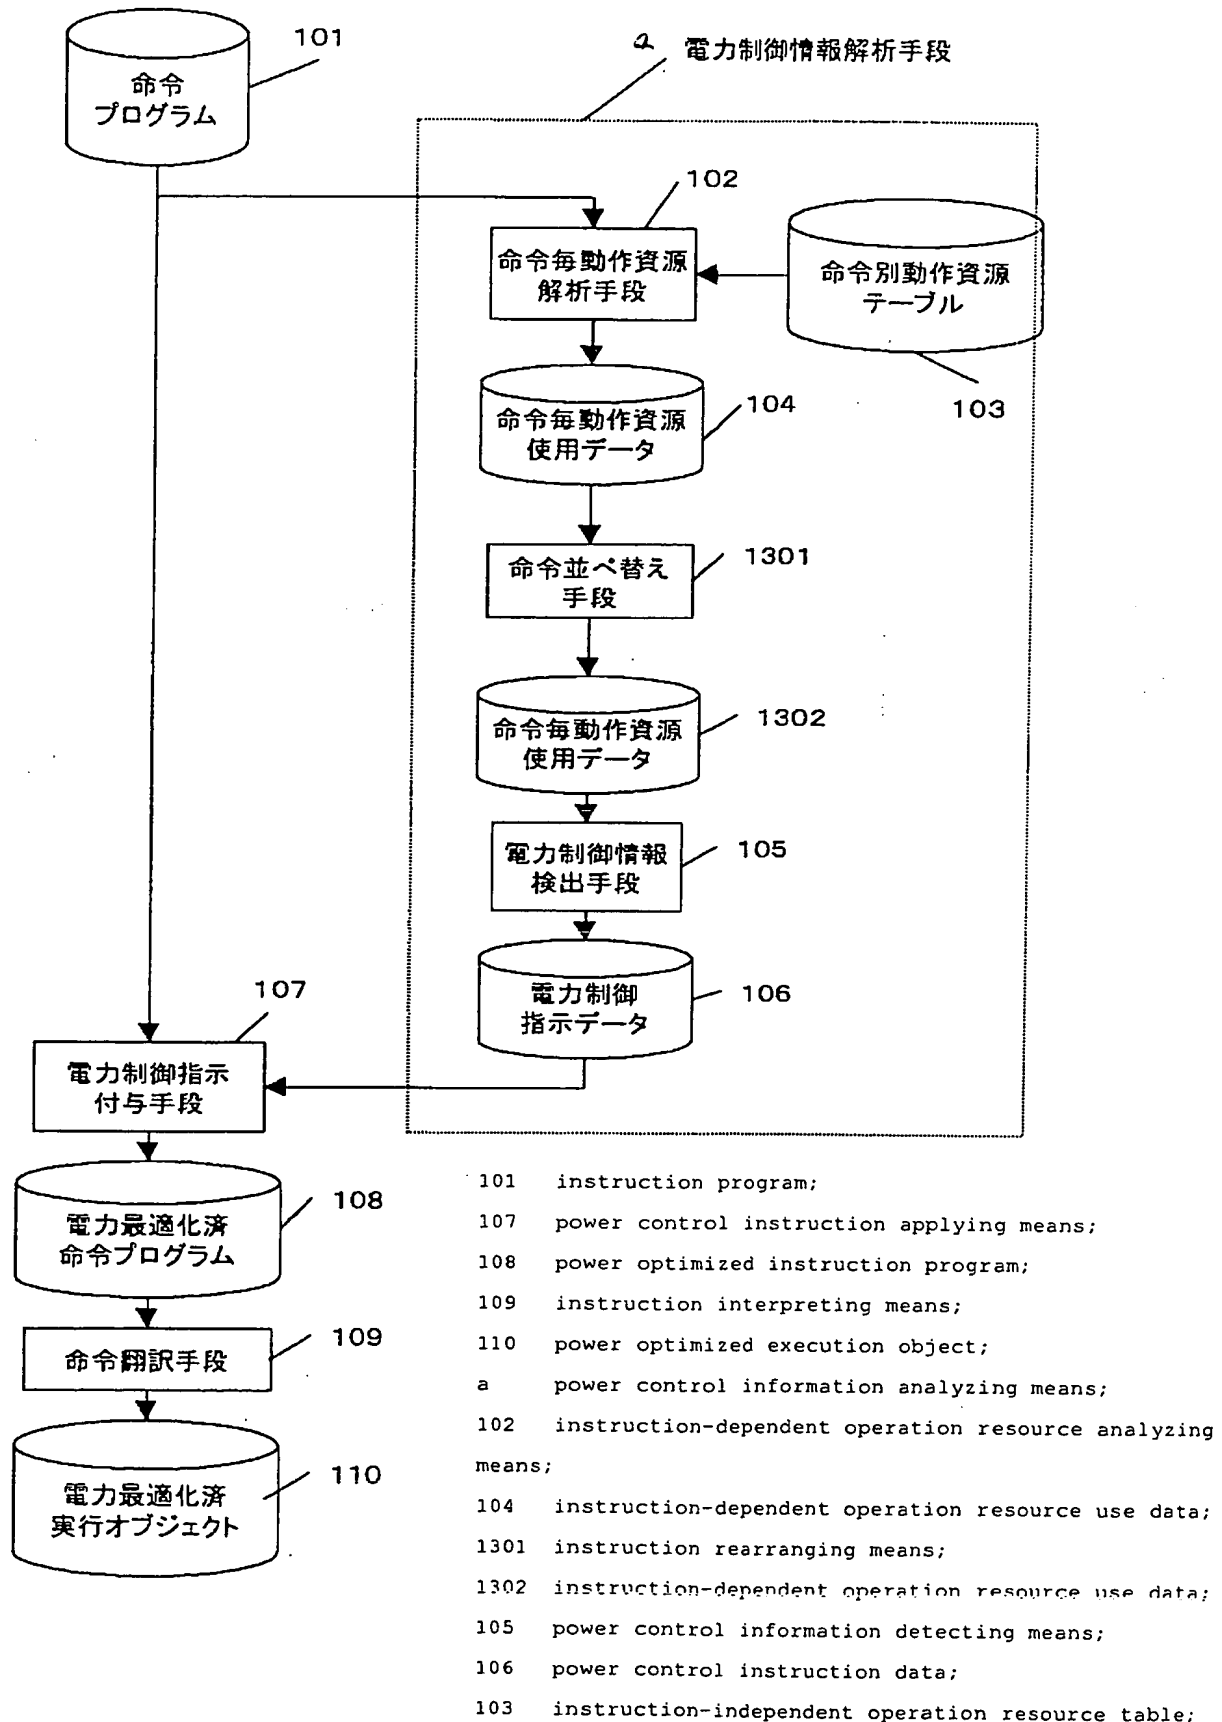 101
命令
プログラム
a 電力制御情報解析手段
102
命令毎動作資源
解析手段
命令別動作資源
テーブル
103
命令毎動作資源
使用データ
104
命令並べ替え
手段
1301
命令毎動作資源
使用データ
1302
電力制御情報
検出手段
105
電力制御
指示データ
106
107
電力制御指示
付与手段
電力最適化済
命令プログラム
108
命令翻訳手段
109
電力最適化済
実行オブジェクト
110
101 instruction program;
107 power control instruction applying means;
108 power optimized instruction program;
109 instruction interpreting means;
110 power optimized execution object;
a power control information analyzing means;
102 instruction-dependent operation resource analyzing
means;
104 instruction-dependent operation resource use data;
1301 instruction rearranging means;
1302 instruction-dependent operation resource use data;
105 power control information detecting means;
106 power control instruction data;
103 instruction-independent operation resource table;